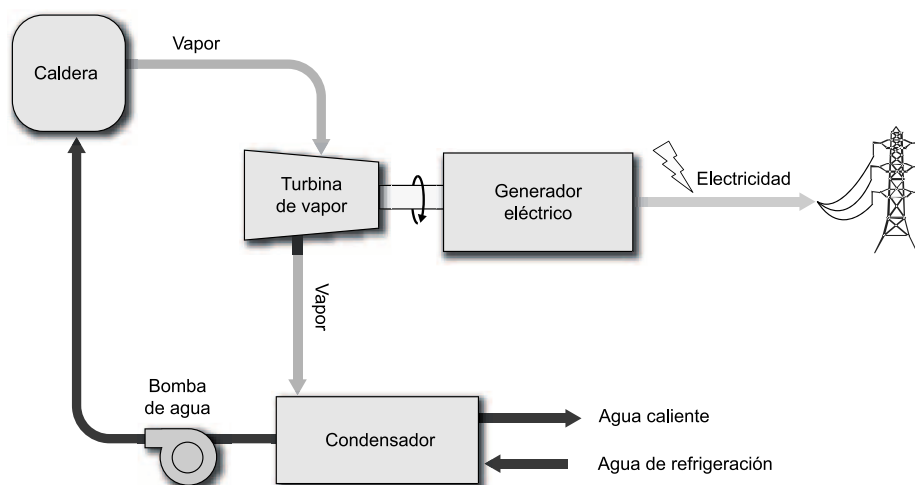 Vapor
Caldera
Turbina
de vapor
Generador
eléctrico
Electricidad
Vapor
Bomba
de agua
Condensador
Agua caliente
Agua de refrigeración